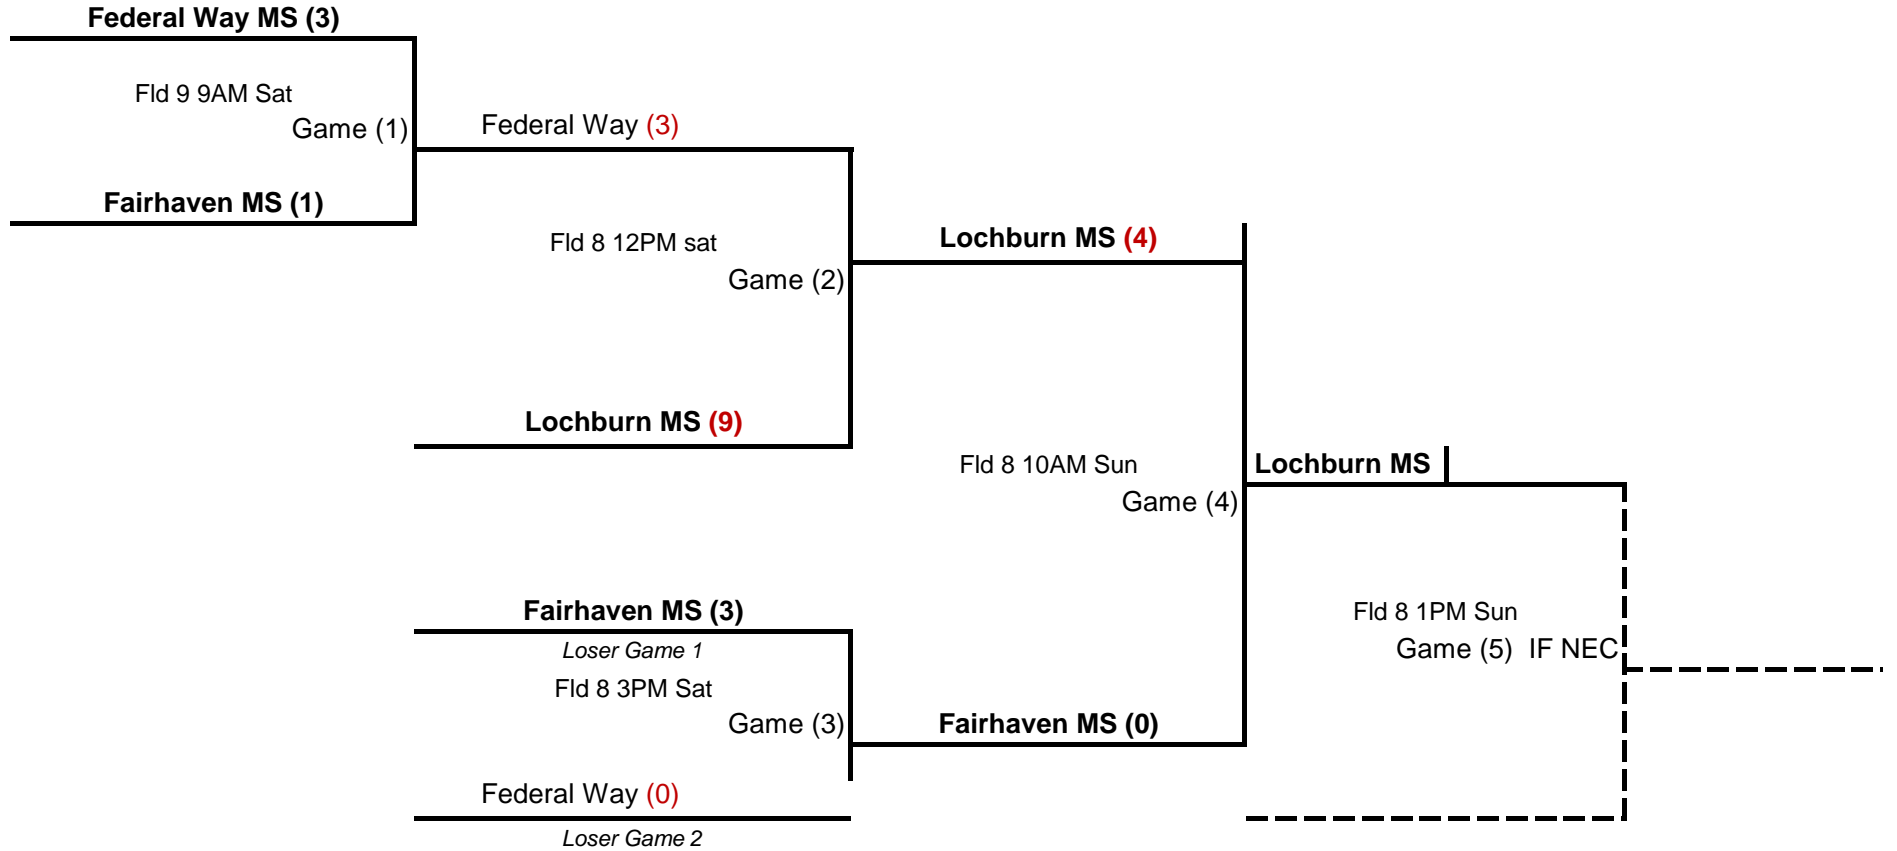 Federal Way MS (3)
Fld 9 9AM Sat
Game (1)
Federal Way (3)
Fairhaven MS (1)
Fld 8 12PM sat
Game (2)
Lochburn MS (4)
Lochburn MS (9)
Fld 8 10AM Sun
Game (4)
Lochburn MS
Fairhaven MS (3)
Loser Game 1
Fld 8 3PM Sat
Game (3)
Fairhaven MS (0)
Fld 8 1PM Sun
Game (5) IF NEC
Federal Way (0)
Loser Game 2